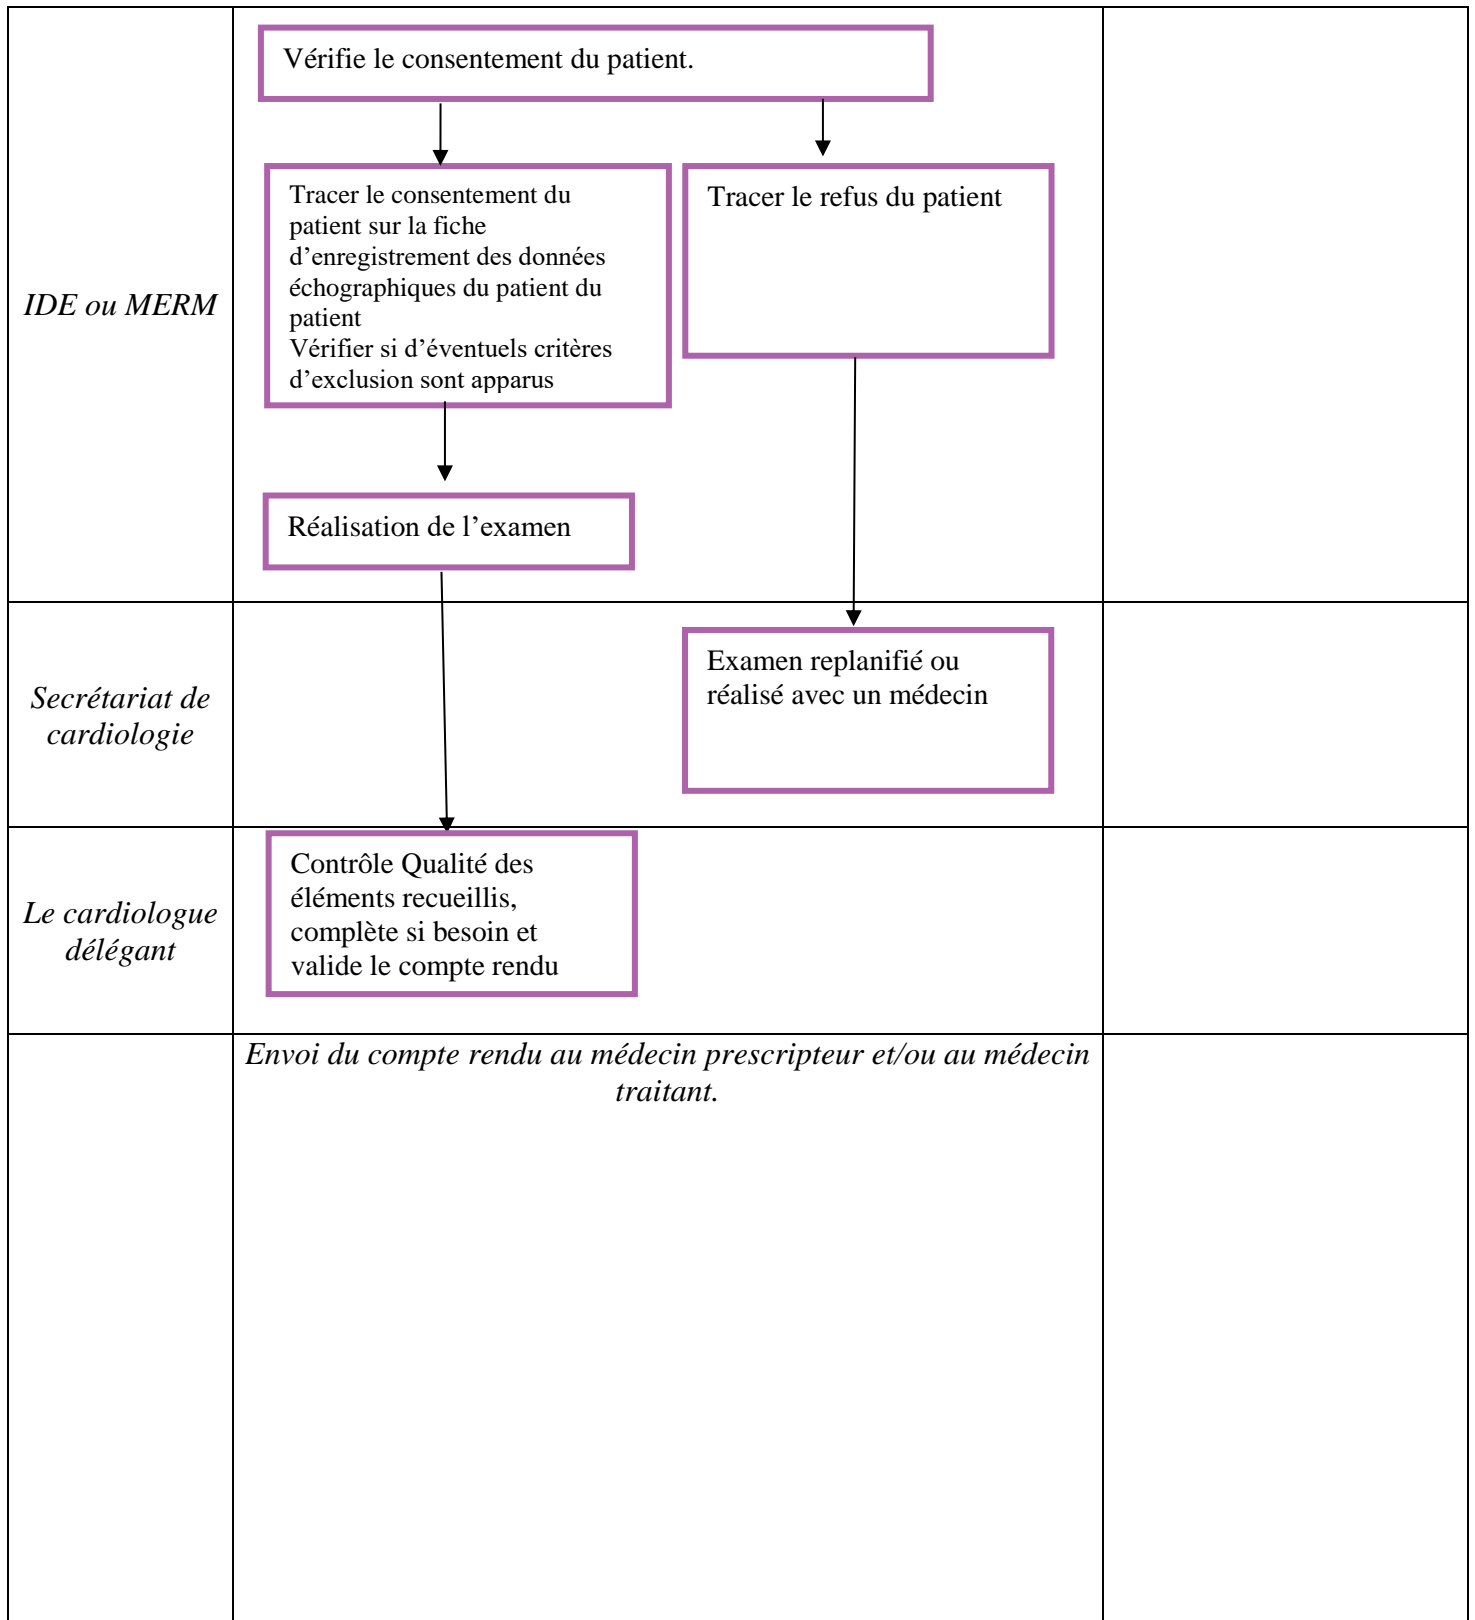 Vérifie le consentement du patient.
Tracer le consentement du
patient sur la fiche
d’enregistrement des données
échographiques du patient du
patient
Vérifier si d’éventuels critères
d’exclusion sont apparus
Tracer le refus du patient
IDE ou MERM
Réalisation de l’examen
Secrétariat de
cardiologie
Examen replanifié ou
réalisé avec un médecin
Le cardiologue
délégant
Contrôle Qualité des
éléments recueillis,
complète si besoin et
valide le compte rendu
Envoi du compte rendu au médecin prescripteur et/ou au médecin
traitant.